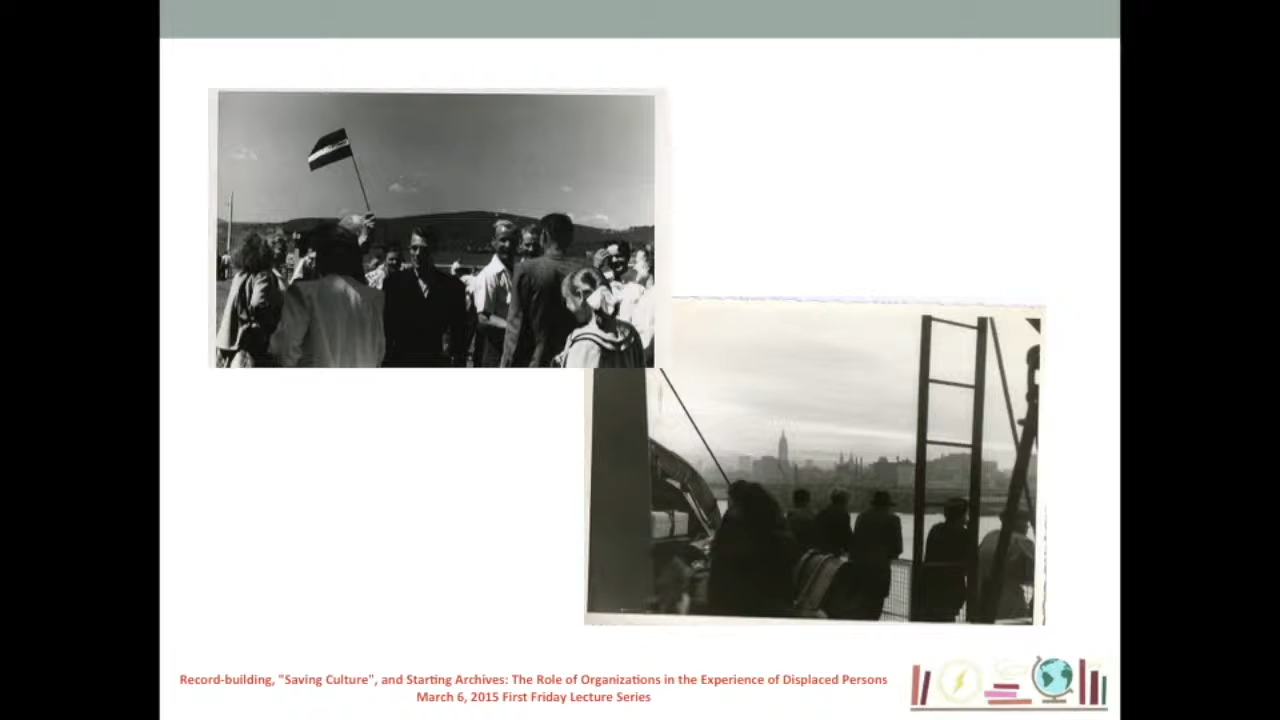 Record-building, "Saving Culture", and Starting Archives: The Role of Organizations in the Experience of Displaced Persons
March 6, 2015 First Friday Lecture Series